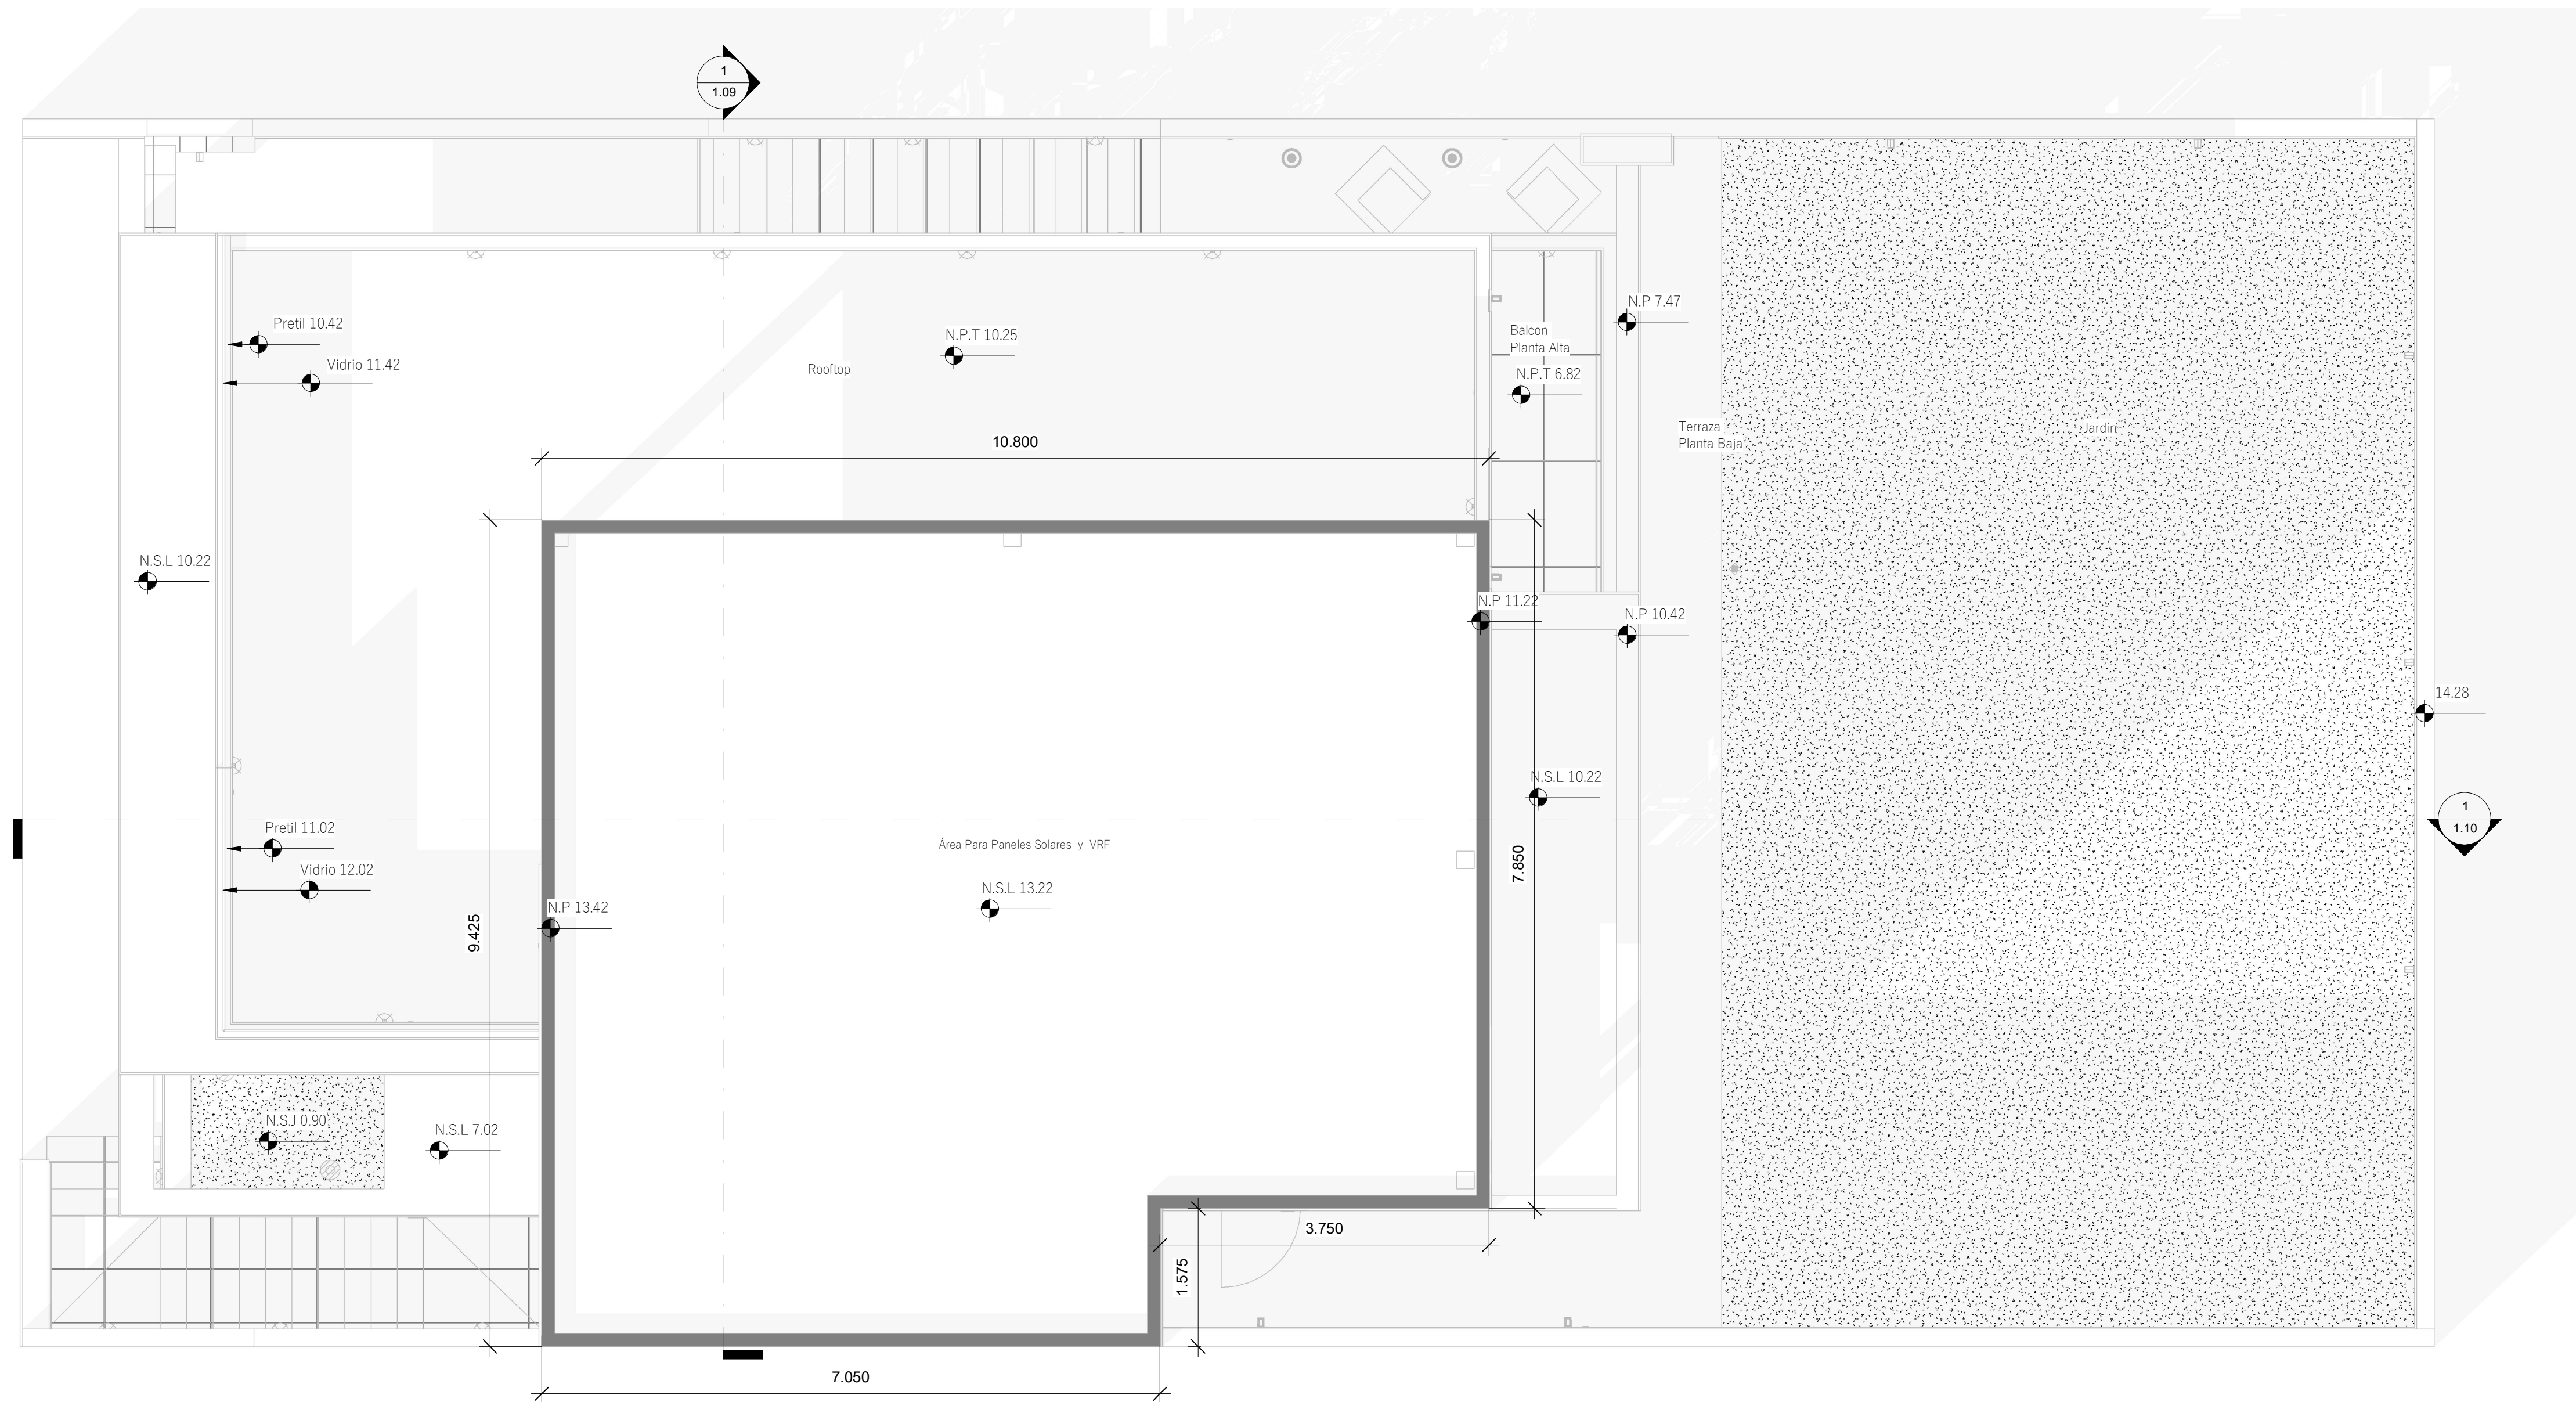 1
1.09
N.P 7.47
Pretil 10.42
Balcon
Planta Alta
N.P.T 10.25
Vidrio 11.42
Rooftop
N.P.T 6.82
Terraza
Planta Baja
Jardín
10.800
N.S.L 10.22
N.P 11.22
N.P 10.42
14.28
N.S.L 10.22
1
1.10
Pretil 11.02
Área Para Paneles Solares y VRF
7.850
Vidrio 12.02
N.S.L 13.22
N.P 13.42
9.425
N.S.J 0.90
N.S.L 7.02
3.750
1.575
7.050